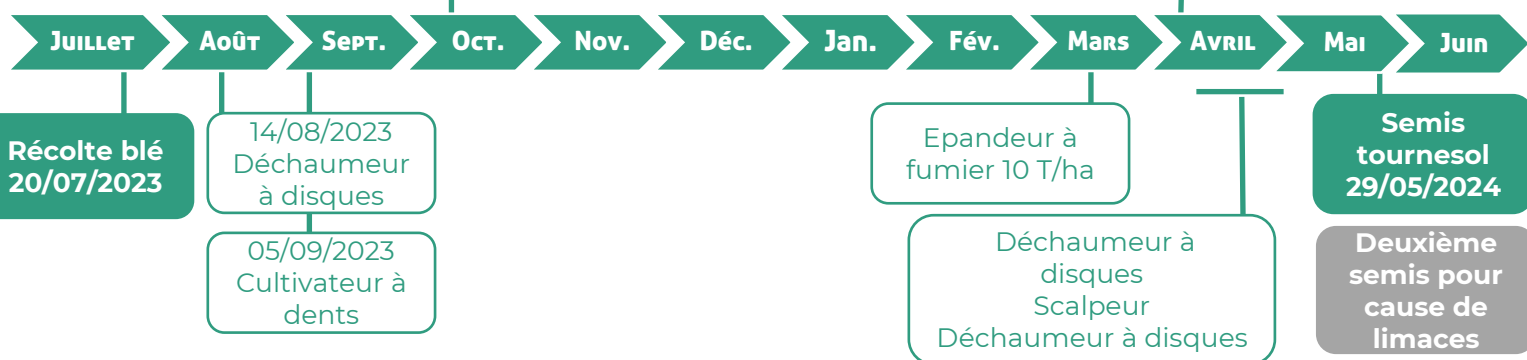 Juillet Août Sept. Oct. Nov. Déc. Jan. Fév. Mars Avril Mai Juin
Récolte blé
20/07/2023
14/08/2023
Déchaumeur
à disques
05/09/2023
Cultivateur à
dents
Epandeur à
fumier 10 T/ha
Déchaumeur à
disques
Scalpeur
Déchaumeur à disques
Semis
tournesol
29/05/2024
Deuxième
semis pour
cause de
limaces